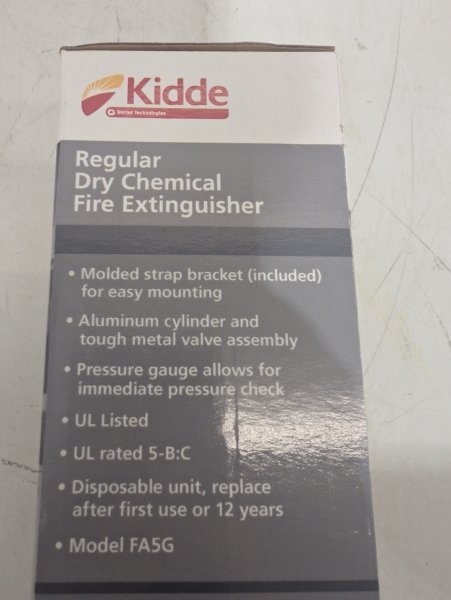 Kidde
United Technologies
Regular
Dry Chemical
Fire Extinguisher
• Molded strap bracket (included)
for easy mounting
• Aluminum cylinder and
tough metal valve assembly
• Pressure gauge allows for
immediate pressure check
• UL Listed
• UL rated 5-B:C
• Disposable unit, replace
after first use or 12 years
• Model FA5G